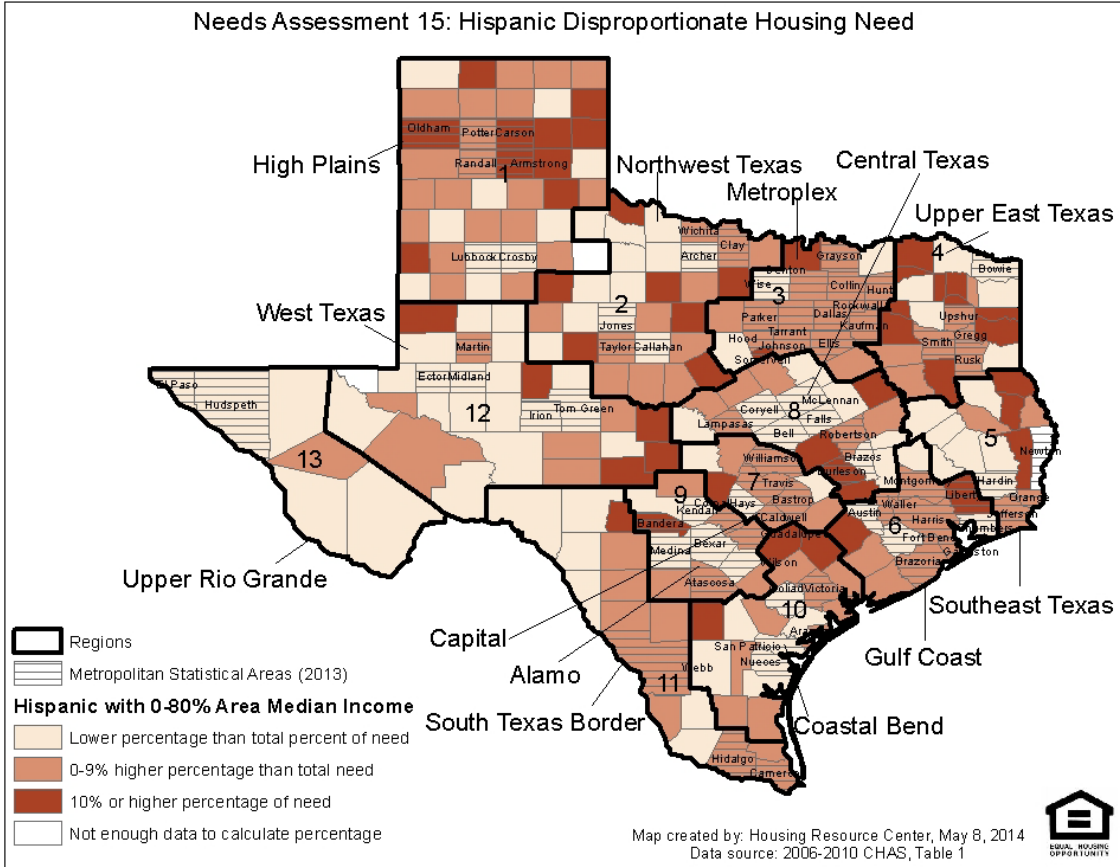 Needs Assessment 15: Hispanic Disproportionate Housing Need
High Plains
Northwest Texas
Central Texas
Metroplex
Upper East Texas
West Texas
Upper Rio Grande
Capital
Alamo
South Texas Border
Coastal Bend
Gulf Coast
Southeast Texas
Oldham
Potter
Carson
Randall
Armstrong
1
Lubbock
Crosby
Wichita
Clay
Archer
2
Jones
Taylor
Callahan
Denton
Grayson
Wise
3
Collin
Hunt
Rockwall
Parker
Dallas
Kaufman
Tarrant
Hood
Johnson
Ellis
Somervell
4
Bowie
Upshur
Gregg
Smith
Rusk
Martin
Ector
Midland
12
Irion
Tom Green
El Paso
Hudspeth
13
McLennan
Coryell
8
Falls
Lampasas
Bell
Robertson
Brazos
Burleson
5
Newton
Hardin
Orange
Jefferson
Williamson
7
Travis
Bastrop
Hays
Caldwell
Montgomery
Liberty
Austin
Waller
6
Harris
Chambers
Fort Bend
Galveston
Brazoria
9
Comal
Kendall
Bandera
Guadalupe
Medina
Bexar
Wilson
Atascosa
Goliad
Victoria
10
Aransas
San Patricio
Nueces
11
Webb
Hidalgo
Cameron
Regions
Metropolitan Statistical Areas (2013)
Hispanic with 0-80% Area Median Income
Lower percentage than total percent of need
0-9% higher percentage than total need
10% or higher percentage of need
Not enough data to calculate percentage
Map created by: Housing Resource Center, May 8, 2014
Data source: 2006-2010 CHAS, Table 1
EQUAL HOUSING
OPPORTUNITY